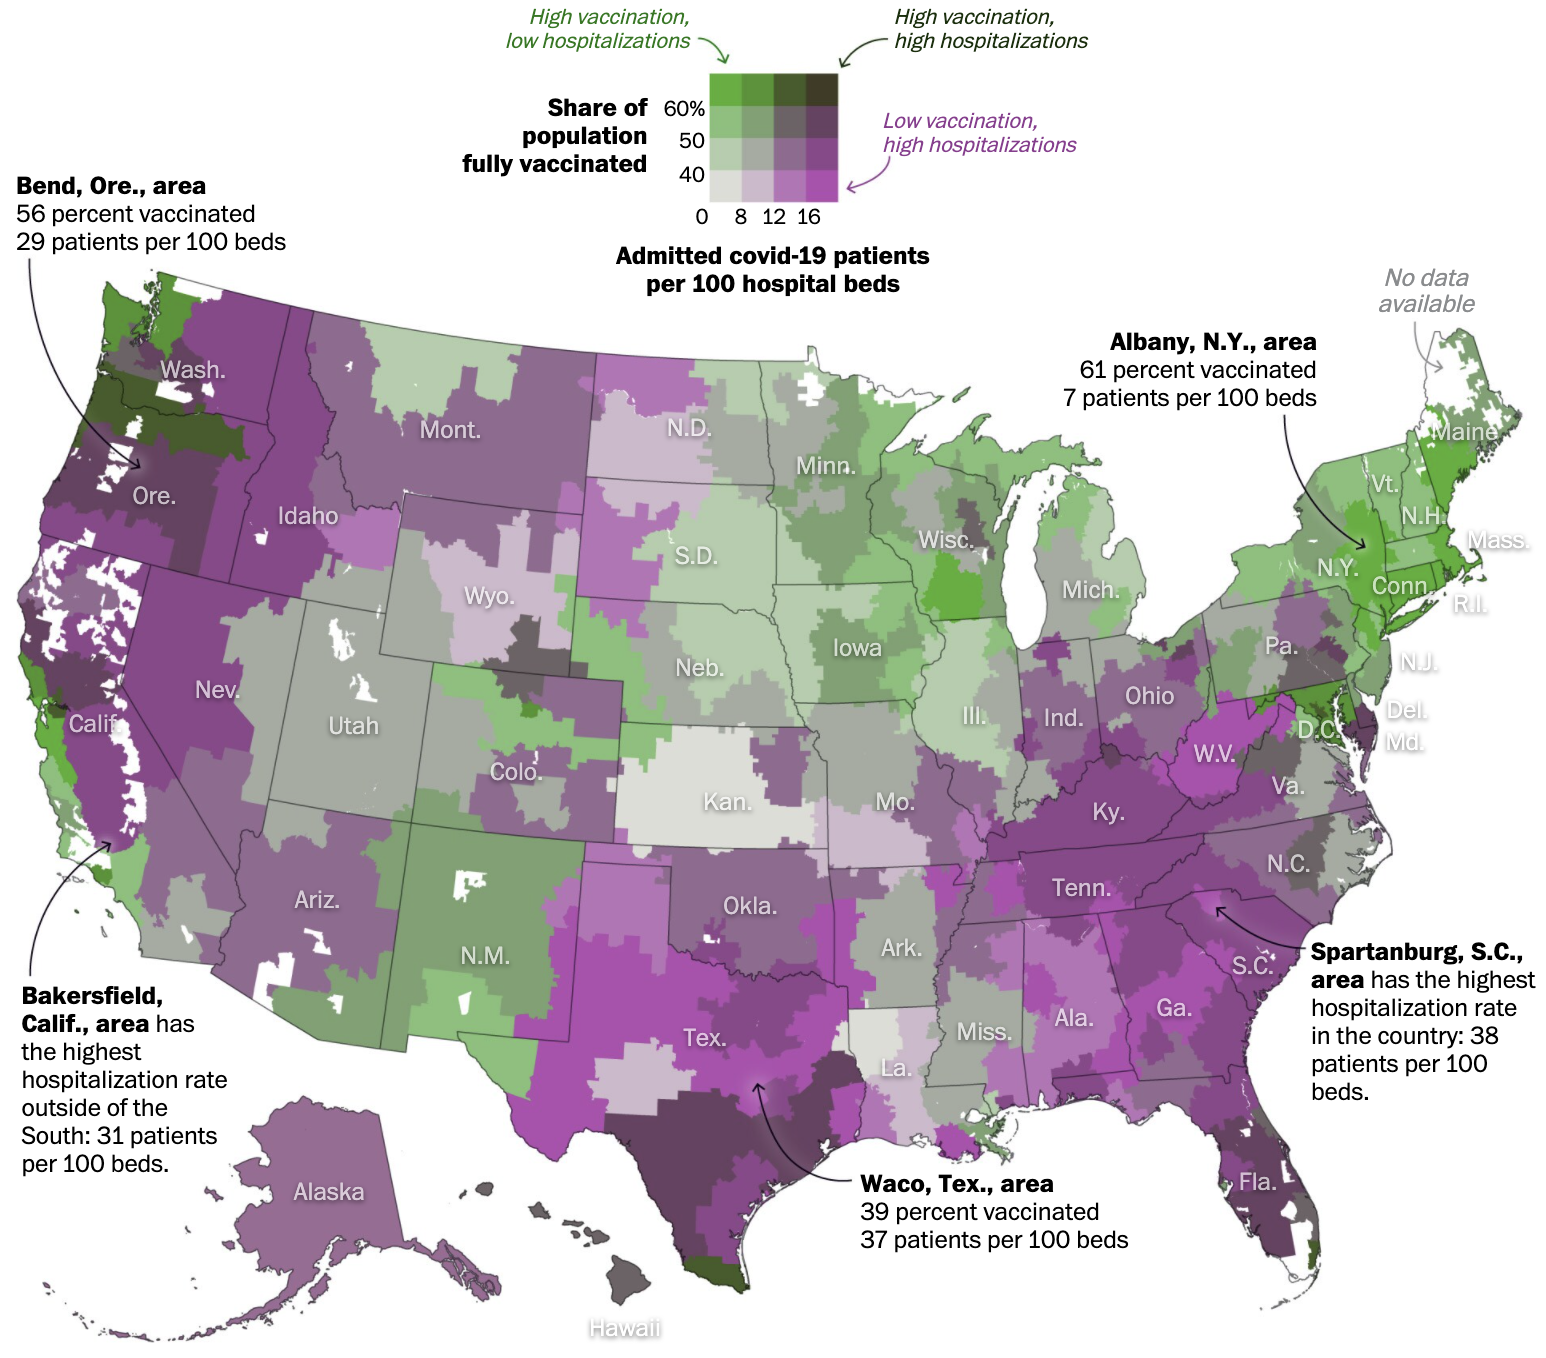 High vaccination,
low hospitalizations
High vaccination,
high hospitalizations
Share of
population
fully vaccinated
60%
50
40
0 8 12 16
Low vaccination,
high hospitalizations
Admitted covid-19 patients
per 100 hospital beds
Bend, Ore., area
56 percent vaccinated
29 patients per 100 beds
No data
available
Albany, N.Y., area
61 percent vaccinated
7 patients per 100 beds
Wash.
Mont.
N.D.
Minn.
Maine
Ore.
Idaho
Vt.
N.H.
Wisc.
Mass.
S.D.
N.Y.
Conn.
Wyo.
Mich.
R.I.
Iowa
Pa.
Neb.
N.J.
Nev.
Utah
Ohio
Ill.
Ind.
Calif.
D.C.
Del.
Md.
W.V.
Colo.
Va.
Kan.
Mo.
Ky.
N.C.
Ariz.
Tenn.
Okla.
N.M.
Ark.
S.C.
Ga.
Ala.
Miss.
Tex.
La.
Spartanburg, S.C.,
area has the highest
hospitalization rate
in the country: 38
patients per 100
beds.
Bakersfield,
Calif., area has
the highest
hospitalization rate
outside of the
South: 31 patients
per 100 beds.
Alaska
Fla.
Waco, Tex., area
39 percent vaccinated
37 patients per 100 beds
Hawaii